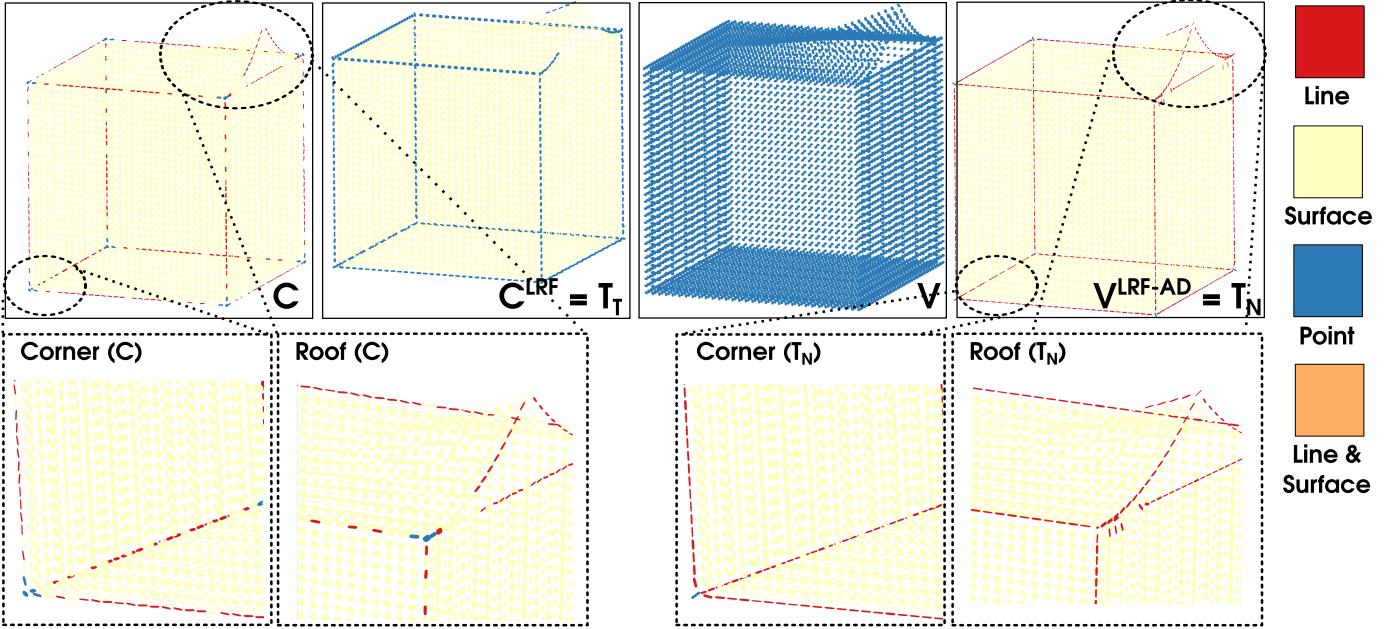 C
C^LRF = T_T
V
V^LRF-AD = T_N
Line
Surface
Point
Line &
Surface
Corner (C)
Roof (C)
Corner (T_N)
Roof (T_N)